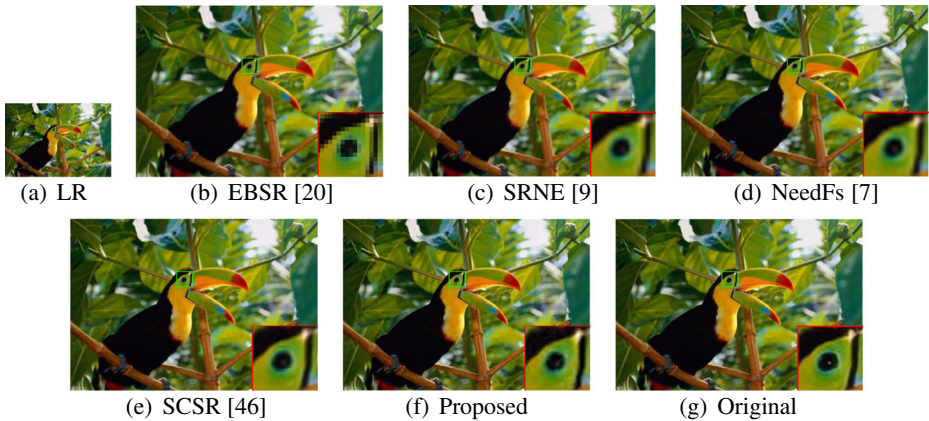 (a) LR
(b) EBSR [20]
(c) SRNE [9]
(d) NeedFs [7]
(e) SCSR [46]
(f) Proposed
(g) Original